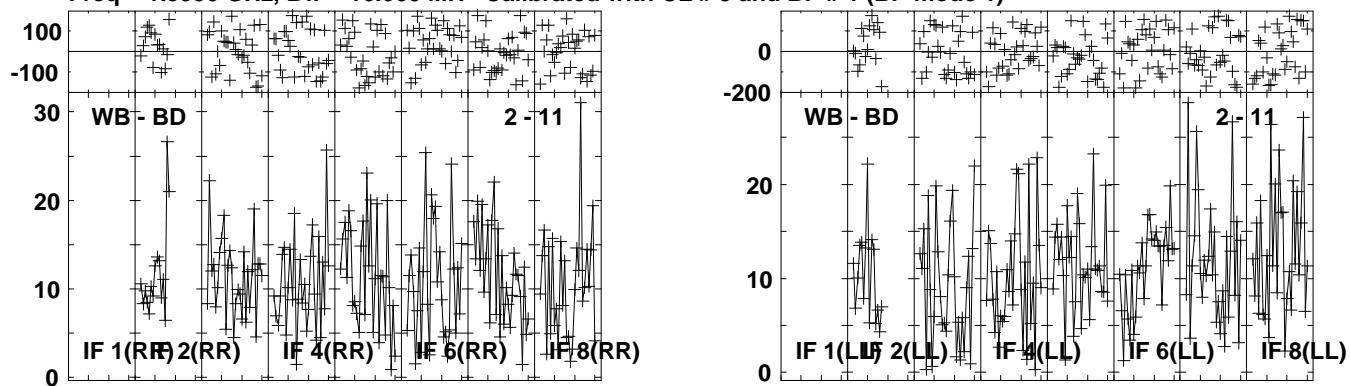 100
0
-100
-200
30
20
10
0
20
10
0
WB - BD 2 - 11
WB - BD 2 - 11
IF 1(RR) IF 2(RR) IF 4(RR) IF 6(RR) IF 8(RR)
IF 1(LL) IF 2(LL) IF 4(LL) IF 6(LL) IF 8(LL)